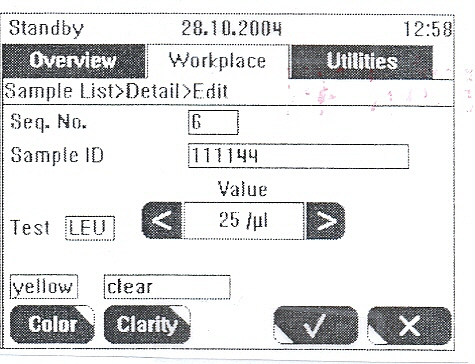 Standby 28.10.2004 12:58
Overview Workplace Utilities
Sample List>Detail>Edit
Seq. No. 6
Sample ID 111144
Value
Test LEU < 25 /µl >
yellow clear
Color Clarity ✓ ✕